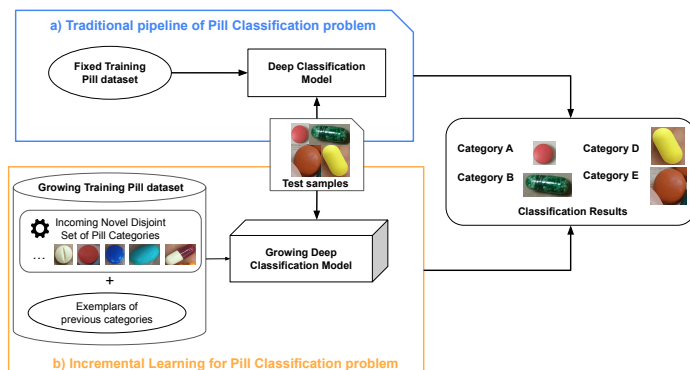 a) Traditional pipeline of Pill Classification problem
Fixed Training
Pill dataset
Deep Classification
Model
Test samples
Growing Training Pill dataset
Incoming Novel Disjoint
Set of Pill Categories
...
+
Exemplars of
previous categories
Growing Deep
Classification Model
Category A
Category D
Category B
Category E
Classification Results
b) Incremental Learning for Pill Classification problem